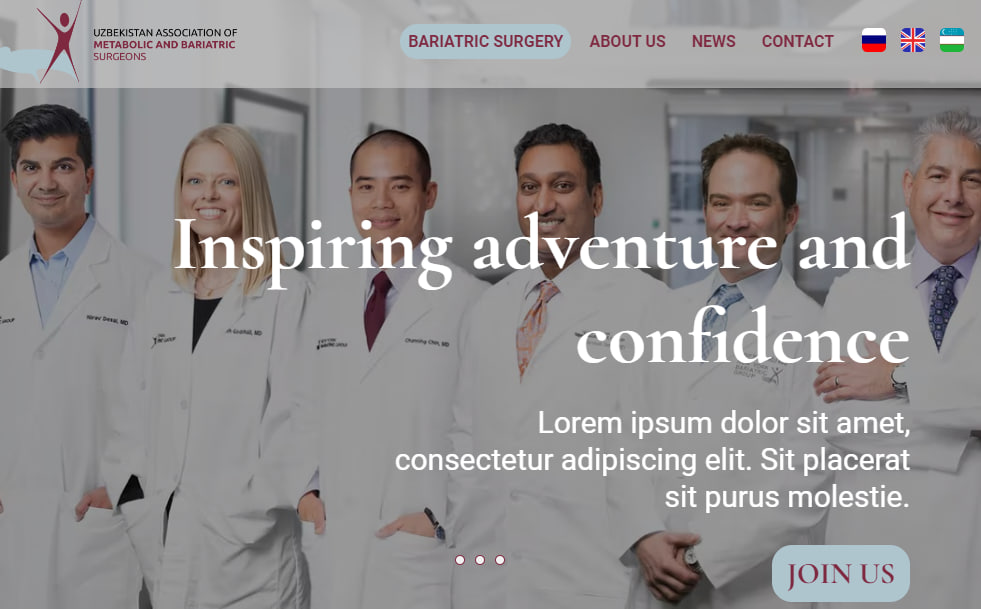 UZBEKISTAN ASSOCIATION OF
METABOLIC AND BARIATRIC
SURGEONS
BARIATRIC SURGERY
ABOUT US
NEWS
CONTACT
Inspiring adventure and
confidence
Lorem ipsum dolor sit amet,
consectetur adipiscing elit. Sit placerat
sit purus molestie.
JOIN US